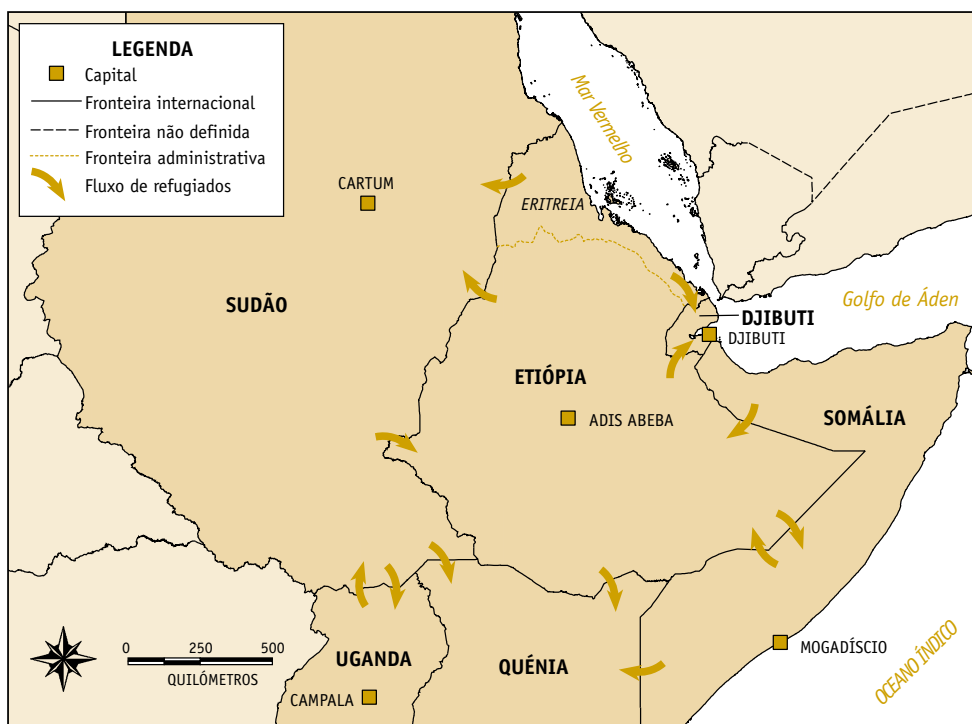 LEGENDA
Capital
Fronteira internacional
Fronteira não definida
Fronteira administrativa
Fluxo de refugiados
Mar Vermelho
CARTUM
ERITREIA
SUDÃO
Golfo de Áden
DJIBUTI
DJIBUTI
ETIÓPIA
ADIS ABEBA
SOMÁLIA
0 250 500
QUILÓMETROS
UGANDA
QUÉNIA
MOGADÍSCIO
CAMPALA
OCEANO ÍNDICO